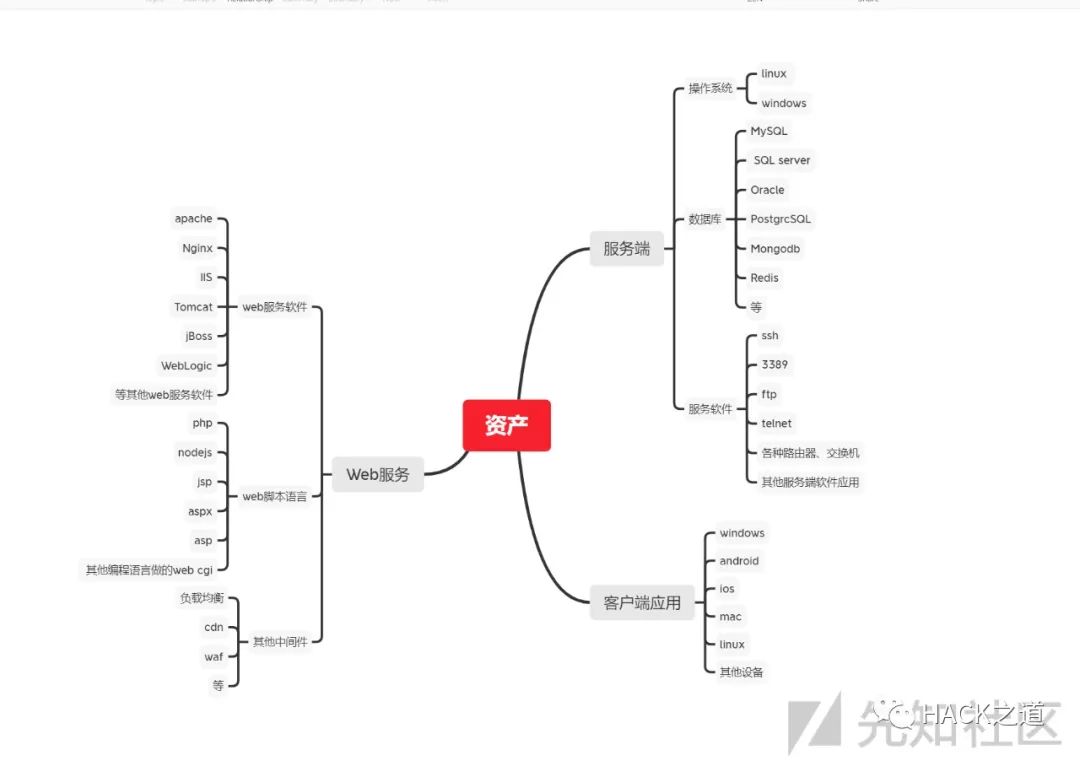 资产
服务端
操作系统
linux
windows
数据库
MySQL
SQL server
Oracle
PostgrcSQL
Mongodb
Redis
等
服务软件
ssh
3389
ftp
telnet
各种路由器、交换机
其他服务端软件应用
客户端应用
windows
android
ios
mac
linux
其他设备
Web服务
web服务软件
apache
Nginx
IIS
Tomcat
jBoss
WebLogic
等其他web服务软件
web脚本语言
php
nodejs
jsp
aspx
asp
其他编程语言做的web cgi
其他中间件
负载均衡
cdn
waf
等
HACK之道
先知社区